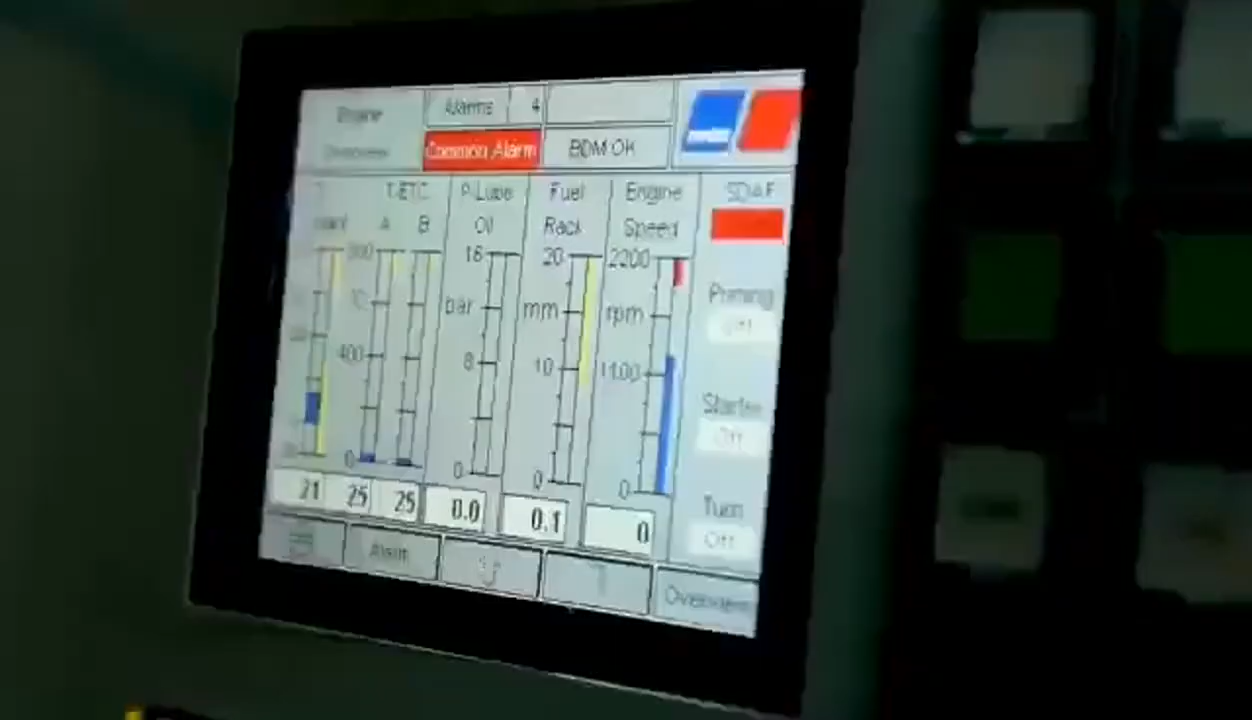 Engine
Overview
Alarms 4
Common Alarm
BDM OK
T-ETC
A B
P-Lube
Oil
Fuel
Rack
Engine
Speed
SDAF
16
bar
8
0
20
mm
10
0
2200
rpm
1100
0
400
0
Priming
Off
Starter
Off
Turn
Off
21 25 25 0.0 0.1 0
Alarm
Overview